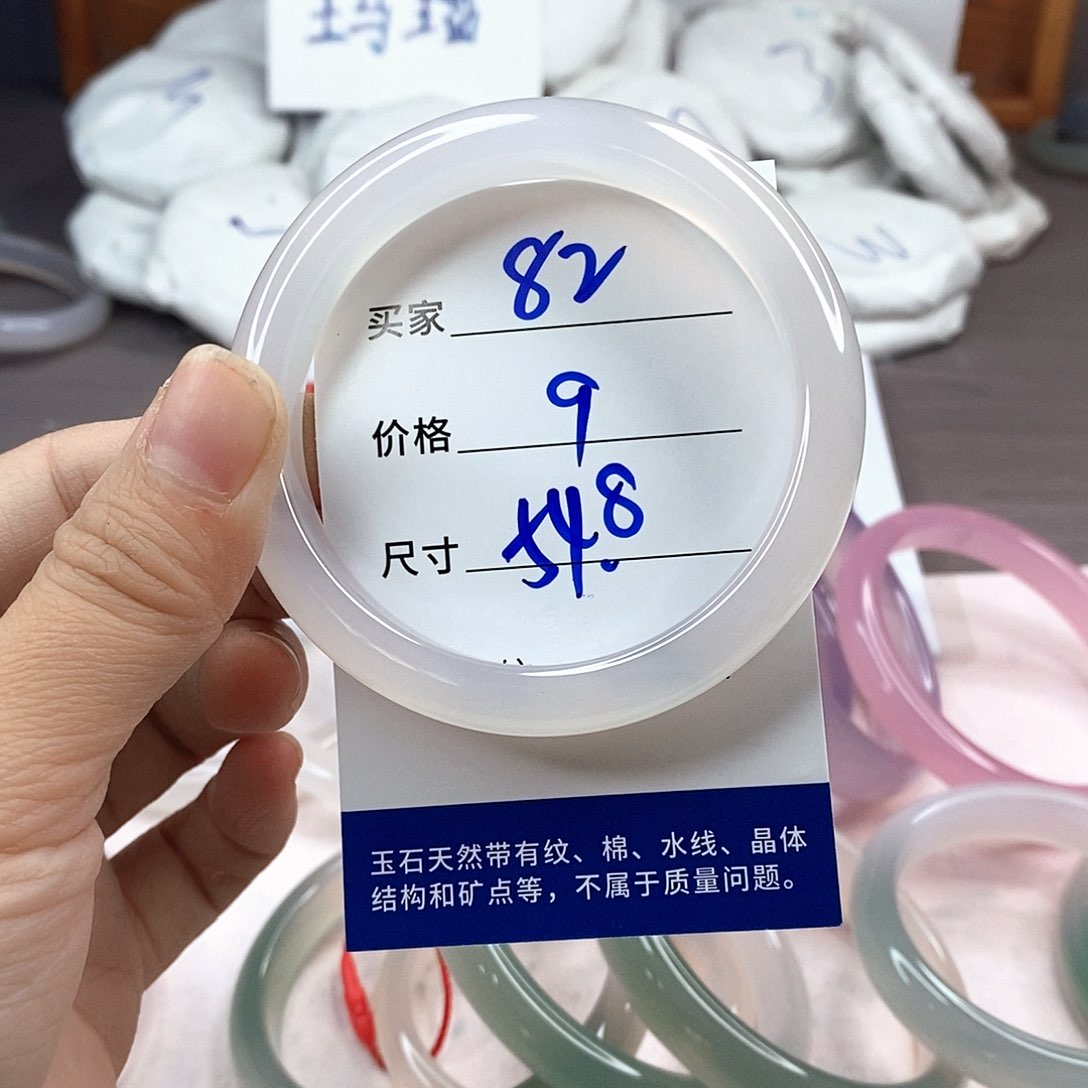 玛瑙
买家 82
价格 9
尺寸 54.8
玉石天然带有纹、棉、水线、晶体
结构和矿点等，不属于质量问题。